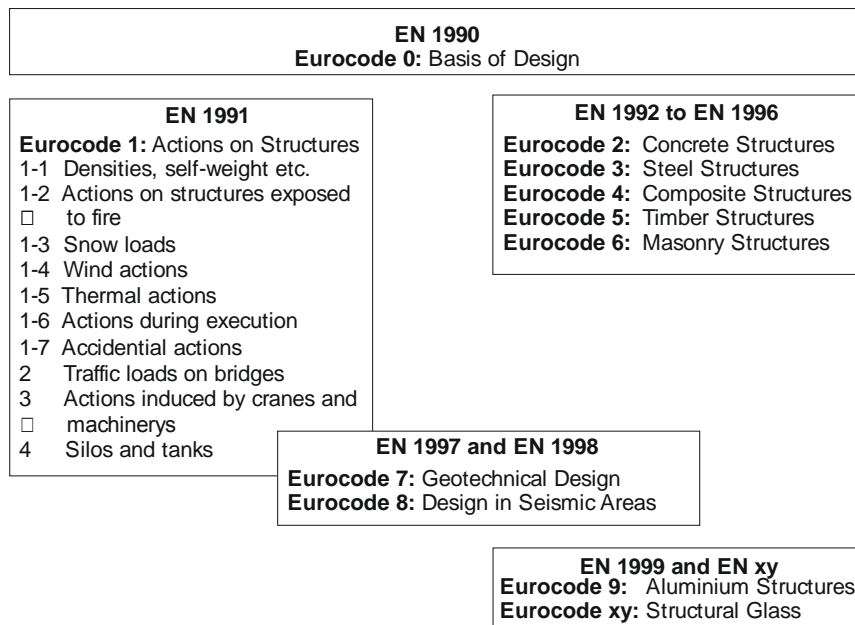 EN 1990
Eurocode 0: Basis of Design
EN 1991
Eurocode 1: Actions on Structures
1-1 Densities, self-weight etc.
1-2 Actions on structures exposed
□ to fire
1-3 Snow loads
1-4 Wind actions
1-5 Thermal actions
1-6 Actions during execution
1-7 Accidential actions
2 Traffic loads on bridges
3 Actions induced by cranes and
□ machinerys
4 Silos and tanks
EN 1992 to EN 1996
Eurocode 2: Concrete Structures
Eurocode 3: Steel Structures
Eurocode 4: Composite Structures
Eurocode 5: Timber Structures
Eurocode 6: Masonry Structures
EN 1997 and EN 1998
Eurocode 7: Geotechnical Design
Eurocode 8: Design in Seismic Areas
EN 1999 and EN xy
Eurocode 9: Aluminium Structures
Eurocode xy: Structural Glass